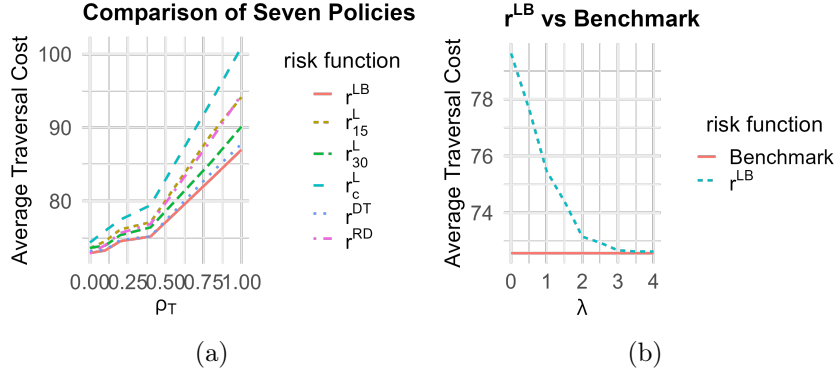 Comparison of Seven Policies
Average Traversal Cost
100
90
80
0.00 0.25 0.50 0.75 1.00
ρ_T
risk function
r^LB
r^L_15
r^L_30
r^L_c
r^DT
r^RD
(a)
r^LB vs Benchmark
Average Traversal Cost
78
76
74
0 1 2 3 4
λ
risk function
Benchmark
r^LB
(b)